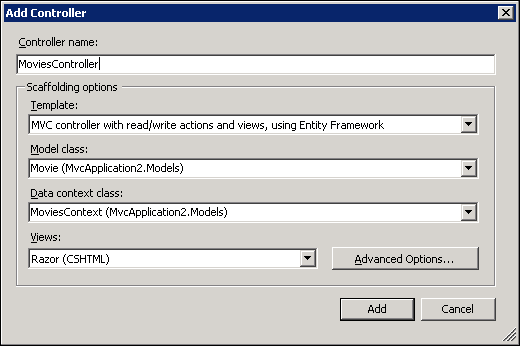 Add Controller
Controller name:
MoviesController
Scaffolding options
Template:
MVC controller with read/write actions and views, using Entity Framework
Model class:
Movie (MvcApplication2.Models)
Data context class:
MoviesContext (MvcApplication2.Models)
Views:
Razor (CSHTML)
Advanced Options...
Add
Cancel